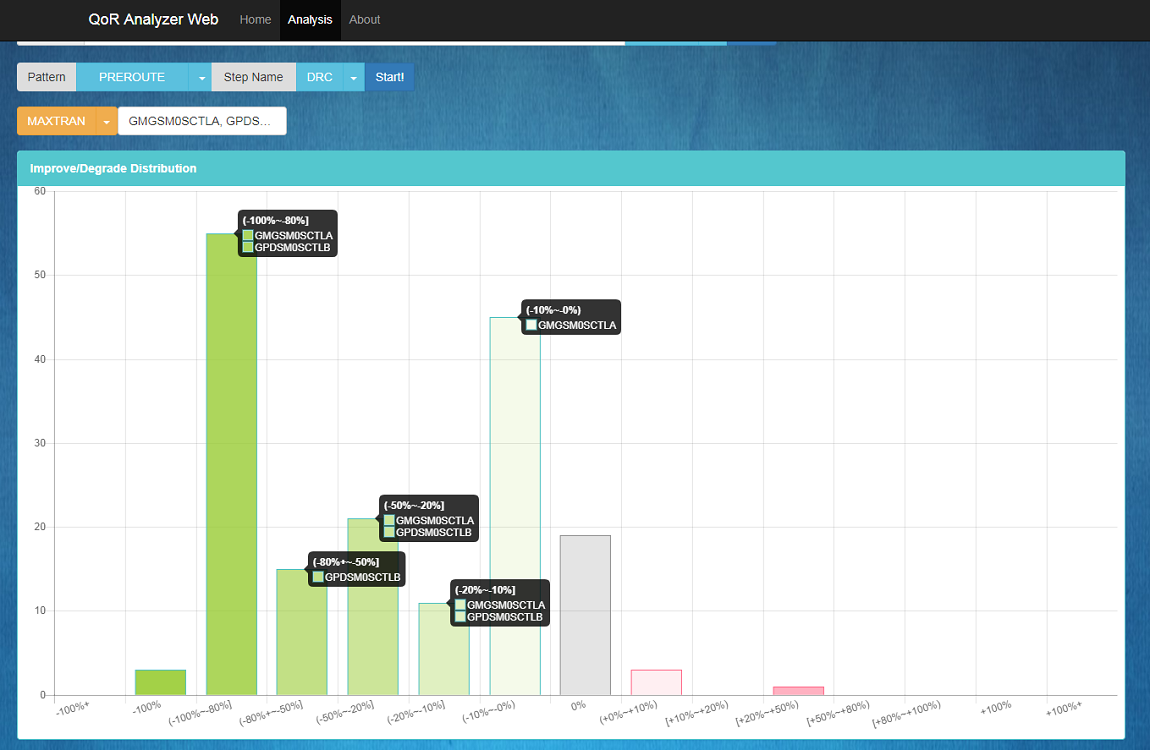 QoR Analyzer Web Home Analysis About
Pattern PREROUTE Step Name DRC Start!
MAXTRAN GMGSM0SCTLA, GPDS...
Improve/Degrade Distribution
60
50
40
30
20
10
0
(-100%~-80%]
GMGSM0SCTLA
GPDSM0SCTLB
(-10%~-0%)
GMGSM0SCTLA
(-50%~-20%]
GMGSM0SCTLA
GPDSM0SCTLB
(-80%+~-50%]
GPDSM0SCTLB
(-20%~-10%]
GMGSM0SCTLA
GPDSM0SCTLB
-100%+ -100% (-100%~-80%] (-80%+~-50%] (-50%~-20%] (-20%~-10%] (-10%~-0%) 0% (+0%~+10%) [+10%~+20%) [+20%~+50%) [+50%~+80%) [+80%~+100%) +100% +100%+